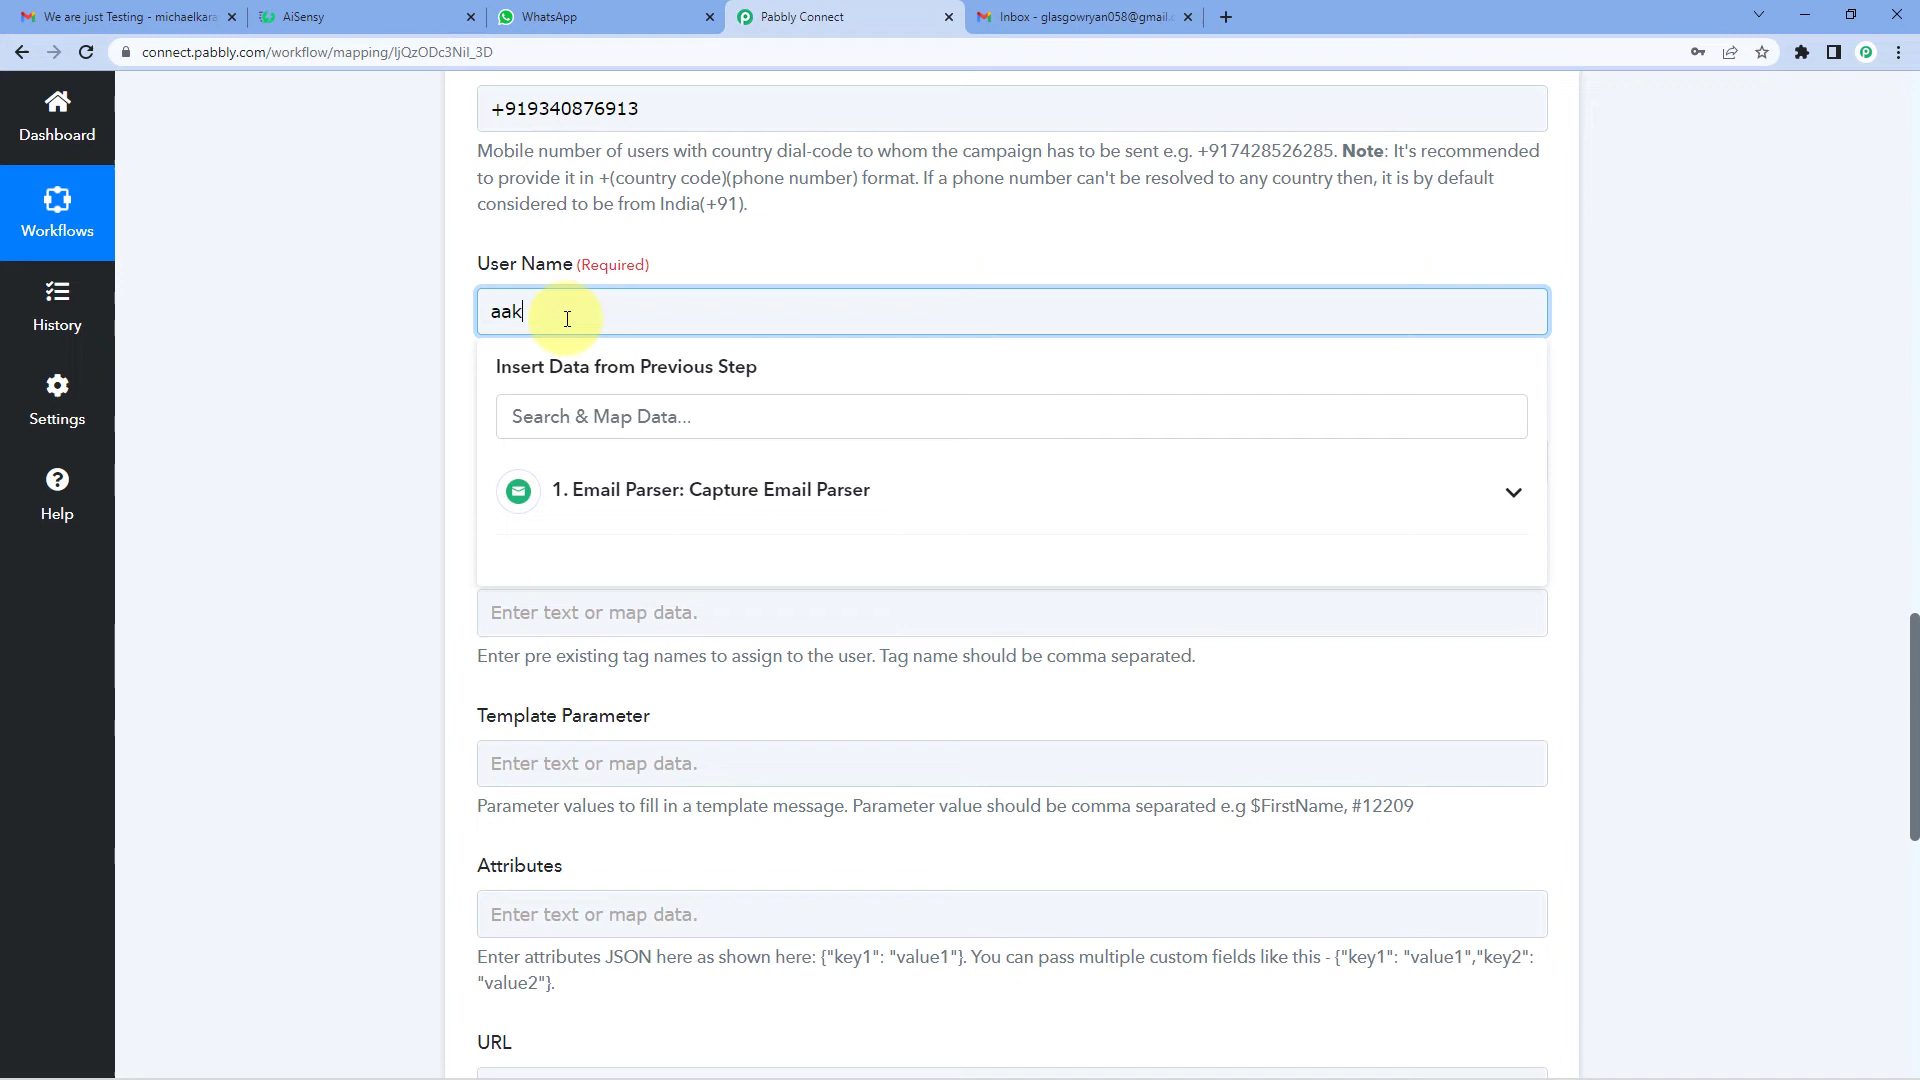 We are just Testing - michaelkara
AiSensy
WhatsApp
Pabbly Connect
Inbox - glasgowryan058@gmail.c
connect.pabbly.com/workflow/mapping/IjQzODc3NiI_3D
Dashboard
Workflows
History
Settings
Help
+919340876913
Mobile number of users with country dial-code to whom the campaign has to be sent e.g. +917428526285. Note: It's recommended
to provide it in +(country code)(phone number) format. If a phone number can't be resolved to any country then, it is by default
considered to be from India(+91).
User Name (Required)
aak
Insert Data from Previous Step
Search & Map Data...
1. Email Parser: Capture Email Parser
Enter text or map data.
Enter pre existing tag names to assign to the user. Tag name should be comma separated.
Template Parameter
Enter text or map data.
Parameter values to fill in a template message. Parameter value should be comma separated e.g $FirstName, #12209
Attributes
Enter text or map data.
Enter attributes JSON here as shown here: {"key1": "value1"}. You can pass multiple custom fields like this - {"key1": "value1","key2":
"value2"}.
URL